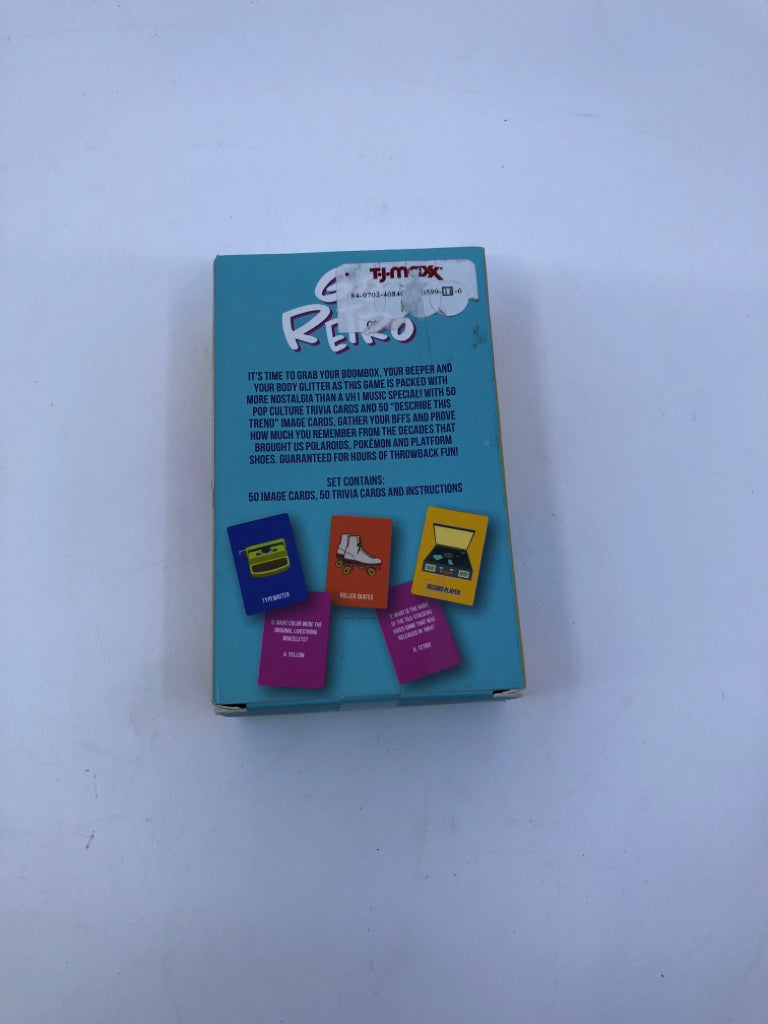 T·J·maxx
84-9702-4084
0599-
-6
RETRO
IT'S TIME TO GRAB YOUR BOOMBOX, YOUR BEEPER AND
YOUR BODY GLITTER AS THIS GAME IS PACKED WITH
MORE NOSTALGIA THAN A VH1 MUSIC SPECIAL! WITH 50
POP CULTURE TRIVIA CARDS AND 50 "DESCRIBE THIS
TREND" IMAGE CARDS, GATHER YOUR BFFS AND PROVE
HOW MUCH YOU REMEMBER FROM THE DECADES THAT
BROUGHT US POLAROIDS, POKÉMON AND PLATFORM
SHOES. GUARANTEED FOR HOURS OF THROWBACK FUN!
SET CONTAINS:
50 IMAGE CARDS, 50 TRIVIA CARDS AND INSTRUCTIONS
TYPEWRITER
ROLLER SKATES
RECORD PLAYER
Q. WHAT COLOR WERE THE
ORIGINAL LIVESTRONG
BRACELETS?
A: YELLOW
WHAT IS THE NAME
OF THE TILE-STACKING
VIDEO GAME THAT WAS
RELEASED IN 1984?
A: TETRIS